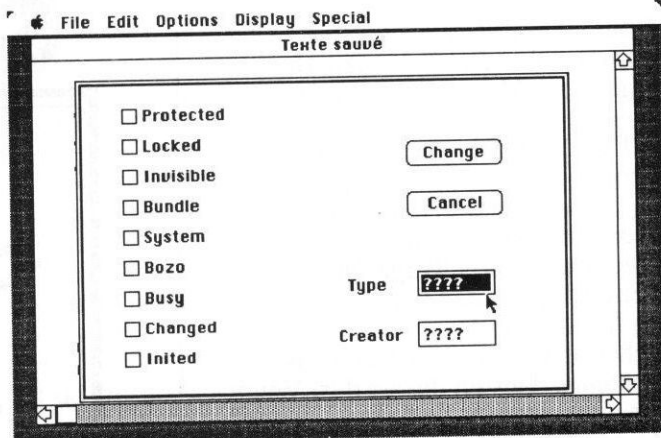 File Edit Options Display Special
Texte sauvé
Protected
Locked
Invisible
Bundle
System
Bozo
Busy
Changed
Inited
Change
Cancel
Type ????
Creator ????